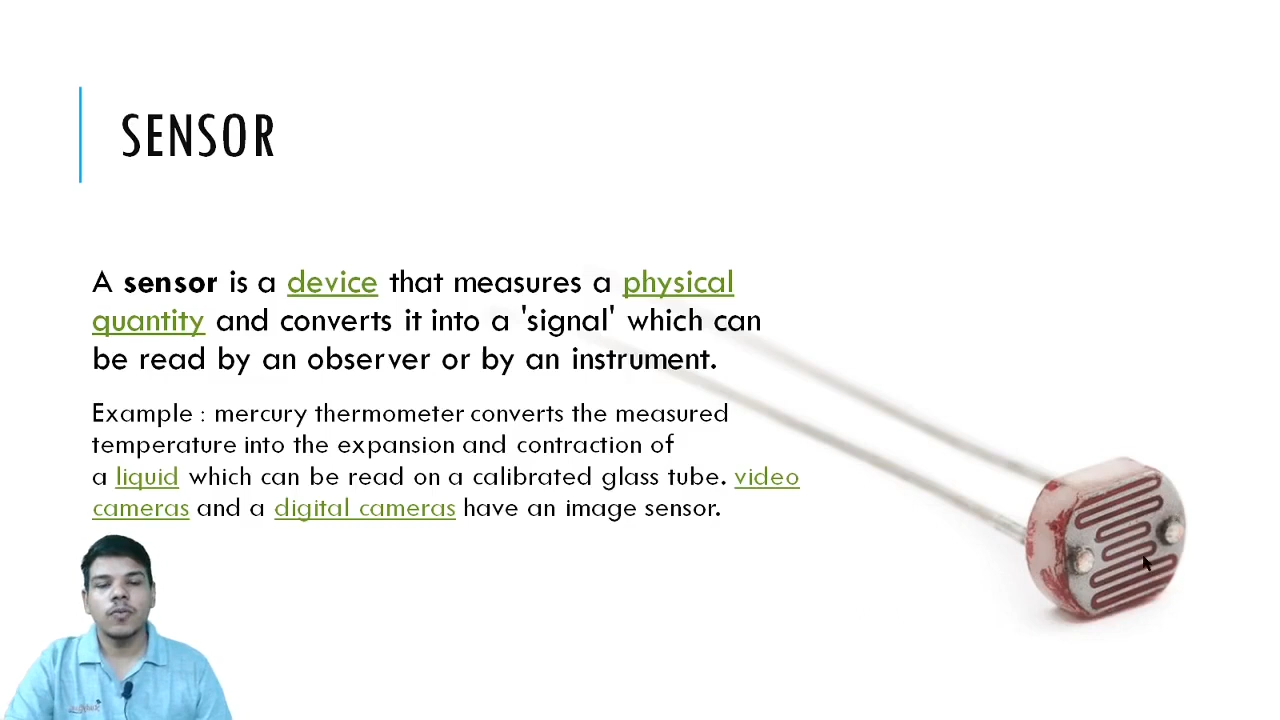 SENSOR
A sensor is a device that measures a physical
quantity and converts it into a 'signal' which can
be read by an observer or by an instrument.
Example : mercury thermometer converts the measured
temperature into the expansion and contraction of
a liquid which can be read on a calibrated glass tube. video
cameras and a digital cameras have an image sensor.